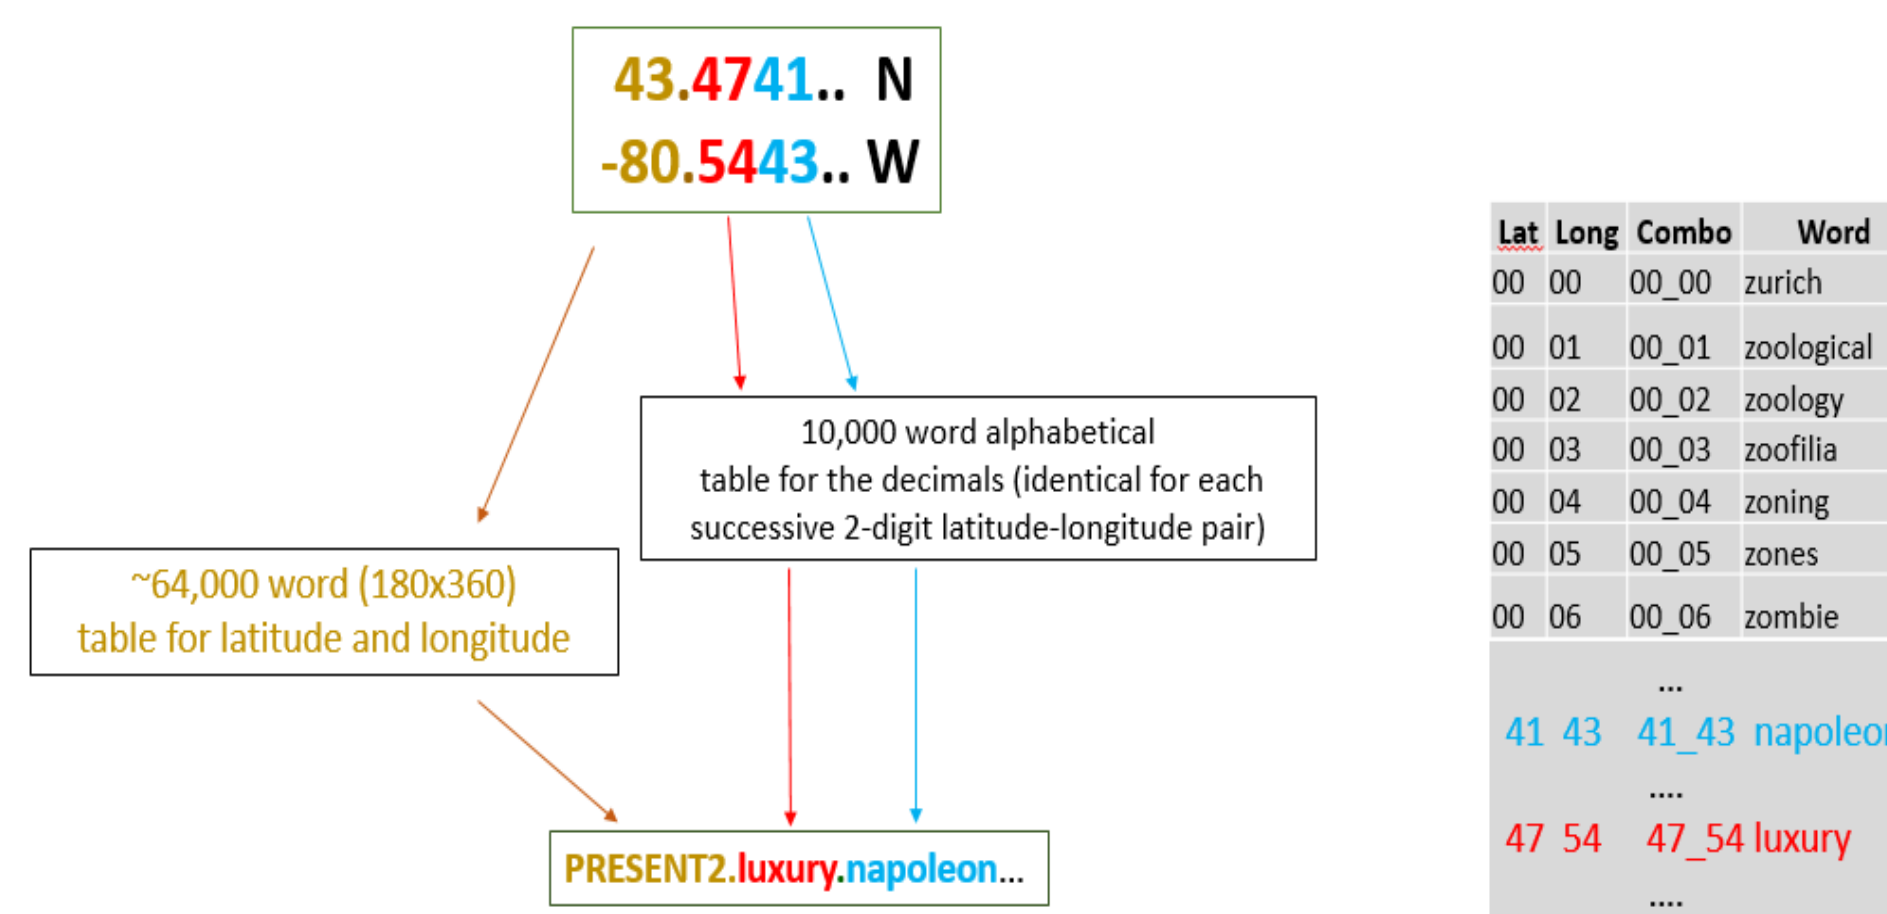 43.4741.. N
-80.5443.. W
10,000 word alphabetical
table for the decimals (identical for each
successive 2-digit latitude-longitude pair)
~64,000 word (180x360)
table for latitude and longitude
PRESENT2.luxury.napoleon...
Lat Long Combo Word
00 00 00_00 zurich
00 01 00_01 zoological
00 02 00_02 zoology
00 03 00_03 zoofilia
00 04 00_04 zoning
00 05 00_05 zones
00 06 00_06 zombie
...
41 43 41_43 napoleon
....
47 54 47_54 luxury
....